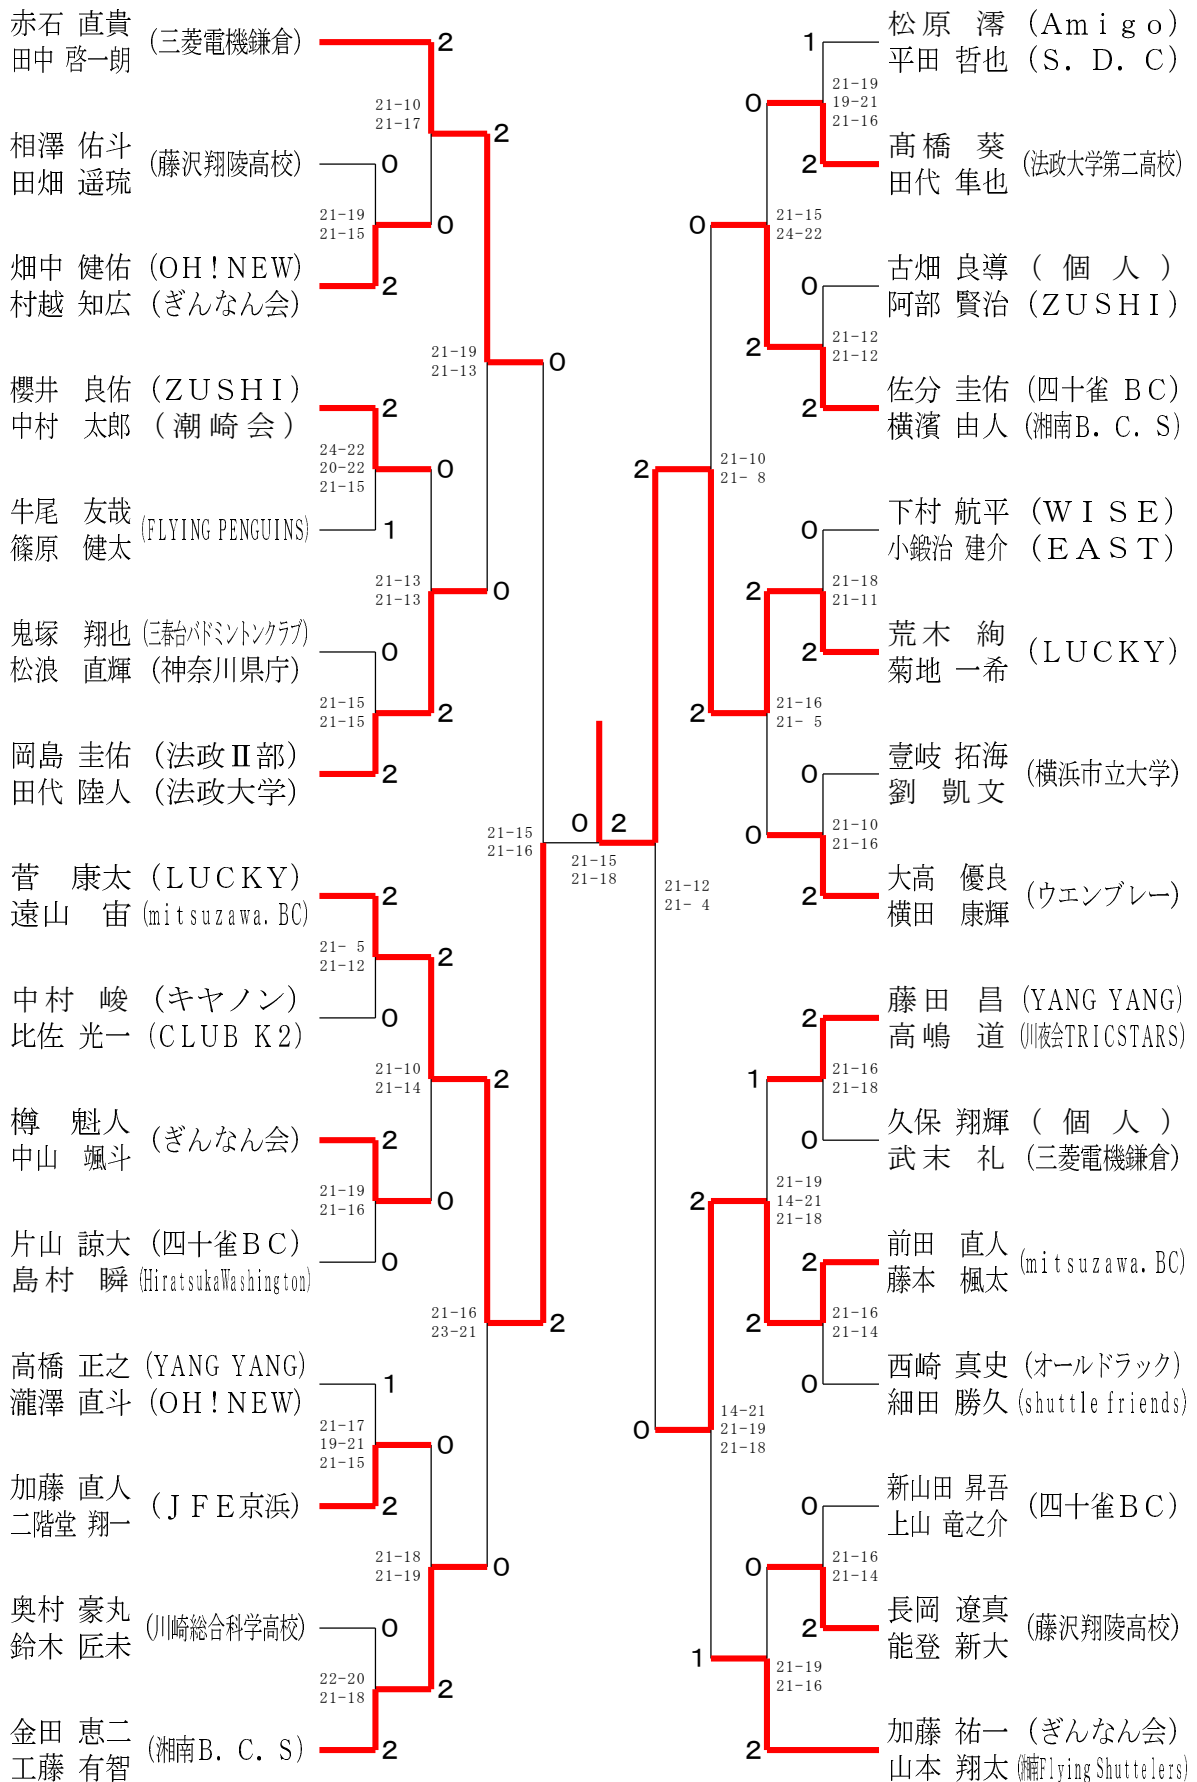 赤石 直貴
田中 啓一朗
(三菱電機鎌倉)
2
21-10
21-17
2
相澤 佑斗
田畑 遥琉
(藤沢翔陵高校)
0
21-19
21-15
0
畑中 健佑 (OH！NEW)
村越 知広 (ぎんなん会)
2
21-19
21-13
0
櫻井 良佑 (ZUSHI)
中村 太郎 (潮崎会)
2
24-22
20-22
21-15
0
牛尾 友哉
篠原 健太
(FLYING PENGUINS)
1
21-13
21-13
0
鬼塚 翔也 (三春台バドミントンクラブ)
松浪 直輝 (神奈川県庁)
0
21-15
21-15
2
岡島 圭佑 (法政Ⅱ部)
田代 陸人 (法政大学)
2
21-15
21-16
0 2
21-15
21-18
菅 康太 (LUCKY)
遠山 宙 (mitsuzawa.BC)
2
21- 5
21-12
2
中村 峻 (キヤノン)
比佐 光一 (CLUB K2)
0
21-10
21-14
2
樽 魁人
中山 颯斗
(ぎんなん会)
2
21-19
21-16
0
片山 諒大 (四十雀BC)
島村 瞬 (HiratsukaWashington)
0
21-16
23-21
2
高橋 正之 (YANG YANG)
瀧澤 直斗 (OH！NEW)
1
21-17
19-21
21-15
0
加藤 直人
二階堂 翔一
(JFE京浜)
2
21-18
21-19
0
奥村 豪丸
鈴木 匠未
(川崎総合科学高校)
0
22-20
21-18
2
金田 恵二
工藤 有智
(湘南B．C．S)
2
松原 澪 (Amigo)
平田 哲也 (S．D．C)
1
21-19
19-21
21-16
0
髙橋 葵
田代 隼也
(法政大学第二高校)
2
21-15
24-22
0
古畑 良導 (個人)
阿部 賢治 (ZUSHI)
0
21-12
21-12
2
佐分 圭佑 (四十雀 BC)
横濱 由人 (湘南B．C．S)
2
21-10
21- 8
2
下村 航平 (WISE)
小鍛治 建介 (EAST)
0
21-18
21-11
2
荒木 絢
菊地 一希
(LUCKY)
2
21-16
21- 5
2
壹岐 拓海
劉 凱文
(横浜市立大学)
0
21-10
21-16
0
大高 優良
横田 康輝
(ウエンブレー)
2
21-12
21- 4
藤田 昌 (YANG YANG)
高嶋 道 (川夜会TRICSTARS)
2
21-16
21-18
1
久保 翔輝 (個人)
武末 礼 (三菱電機鎌倉)
0
21-19
14-21
21-18
2
前田 直人
藤本 楓太
(mitsuzawa.BC)
2
21-16
21-14
2
西崎 真史 (オールドラック)
細田 勝久 (shuttle friends)
0
14-21
21-19
21-18
0
新山田 昇吾
上山 竜之介
(四十雀BC)
0
21-16
21-14
0
長岡 遼真
能登 新大
(藤沢翔陵高校)
2
21-19
21-16
1
加藤 祐一 (ぎんなん会)
山本 翔太 (湘南Flying Shuttelers)
2